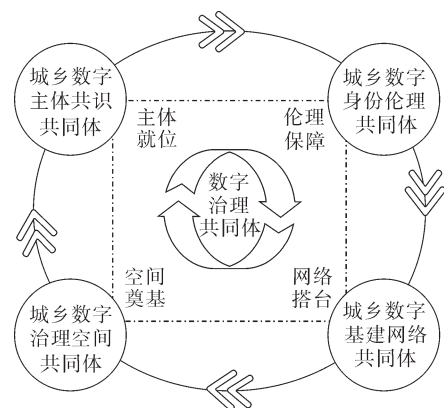 城乡数字
主体共识
共同体
城乡数字
身份伦理
共同体
主体
就位
伦理
保障
数字
治理
共同体
空间
奠基
网络
搭台
城乡数字
治理空间
共同体
城乡数字
基建网络
共同体